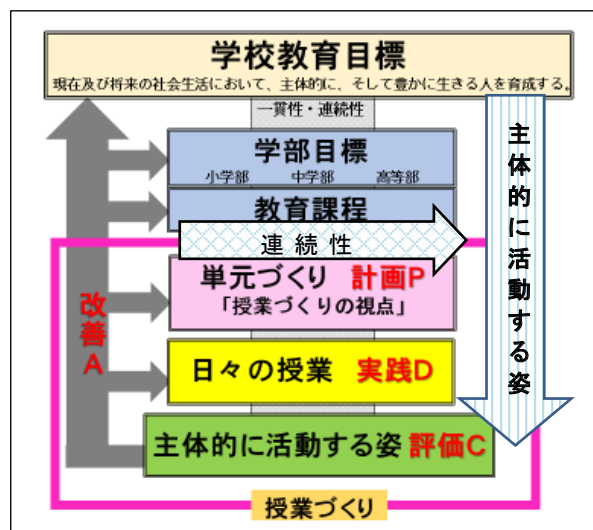 学校教育目標
現在及び将来の社会生活において、主体的に、そして豊かに生きる人を育成する。
一貫性・連続性
学部目標
小学部 中学部 高等部
教育課程
連続性
単元づくり 計画P
「授業づくりの視点」
日々の授業 実践D
主体的に活動する姿 評価C
授業づくり
改善A
主体的に活動する姿